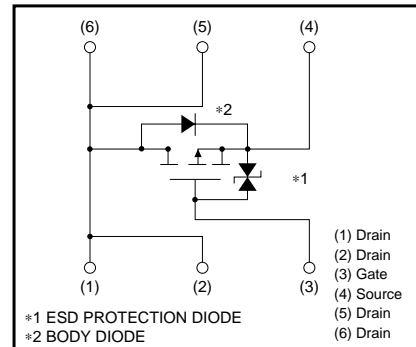 (6) (5) (4)
∗2
∗1
(1) (2) (3)
(1) Drain
(2) Drain
(3) Gate
(4) Source
(5) Drain
(6) Drain
∗1 ESD PROTECTION DIODE
∗2 BODY DIODE